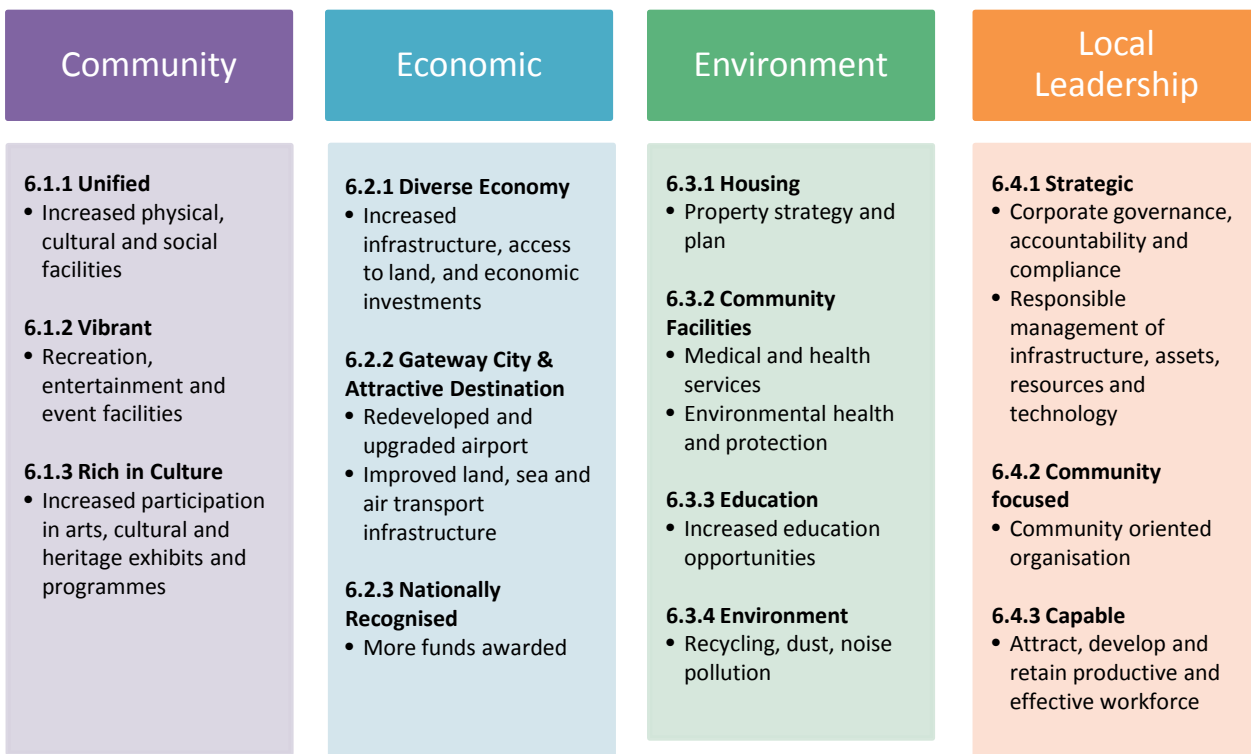 Community
6.1.1 Unified
• Increased physical,
cultural and social
facilities
6.1.2 Vibrant
• Recreation,
entertainment and
event facilities
6.1.3 Rich in Culture
• Increased participation
in arts, cultural and
heritage exhibits and
programmes
Economic
6.2.1 Diverse Economy
• Increased
infrastructure, access
to land, and economic
investments
6.2.2 Gateway City &
Attractive Destination
• Redeveloped and
upgraded airport
• Improved land, sea and
air transport
infrastructure
6.2.3 Nationally
Recognised
• More funds awarded
Environment
6.3.1 Housing
• Property strategy and
plan
6.3.2 Community
Facilities
• Medical and health
services
• Environmental health
and protection
6.3.3 Education
• Increased education
opportunities
6.3.4 Environment
• Recycling, dust, noise
pollution
Local
Leadership
6.4.1 Strategic
• Corporate governance,
accountability and
compliance
• Responsible
management of
infrastructure, assets,
resources and
technology
6.4.2 Community
focused
• Community oriented
organisation
6.4.3 Capable
• Attract, develop and
retain productive and
effective workforce